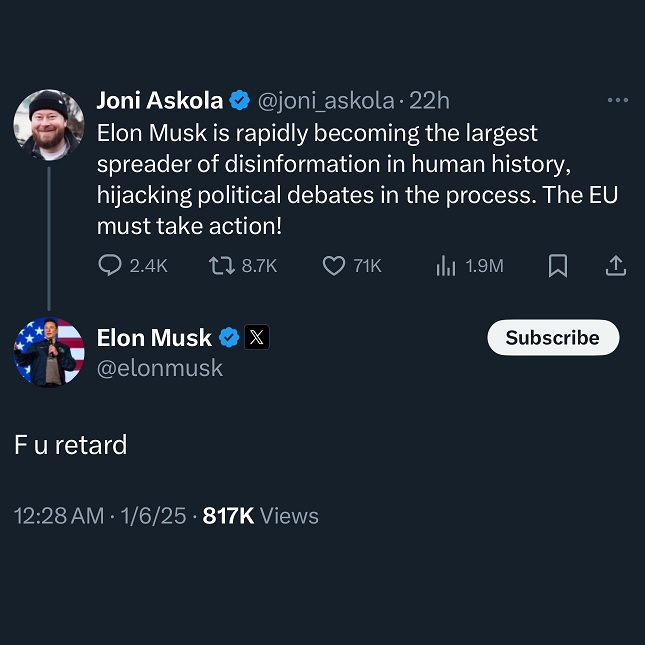 Joni Askola @joni_askola · 22h
Elon Musk is rapidly becoming the largest
spreader of disinformation in human history,
hijacking political debates in the process. The EU
must take action!
2.4K 8.7K 71K 1.9M
Elon Musk X Subscribe
@elonmusk
F u retard
12:28 AM · 1/6/25 · 817K Views